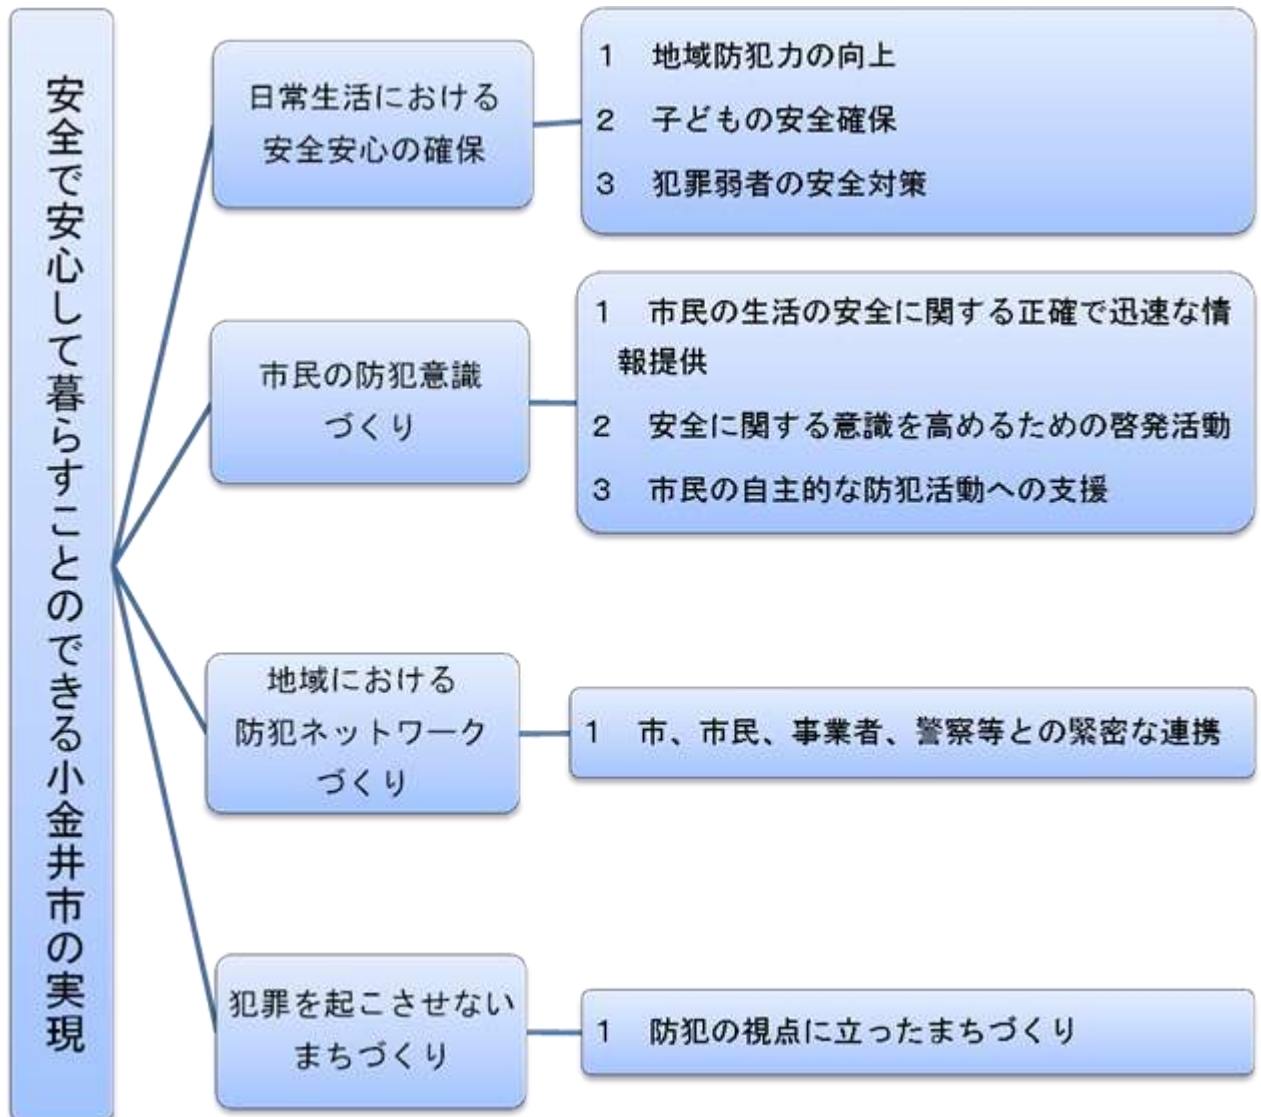 安全で安心して暮らすことのできる小金井市の実現
日常生活における
安全安心の確保
1 地域防犯力の向上
2 子どもの安全確保
3 犯罪弱者の安全対策
市民の防犯意識
づくり
1 市民の生活の安全に関する正確で迅速な情
報提供
2 安全に関する意識を高めるための啓発活動
3 市民の自主的な防犯活動への支援
地域における
防犯ネットワーク
づくり
1 市、市民、事業者、警察等との緊密な連携
犯罪を起こさせない
まちづくり
1 防犯の視点に立ったまちづくり